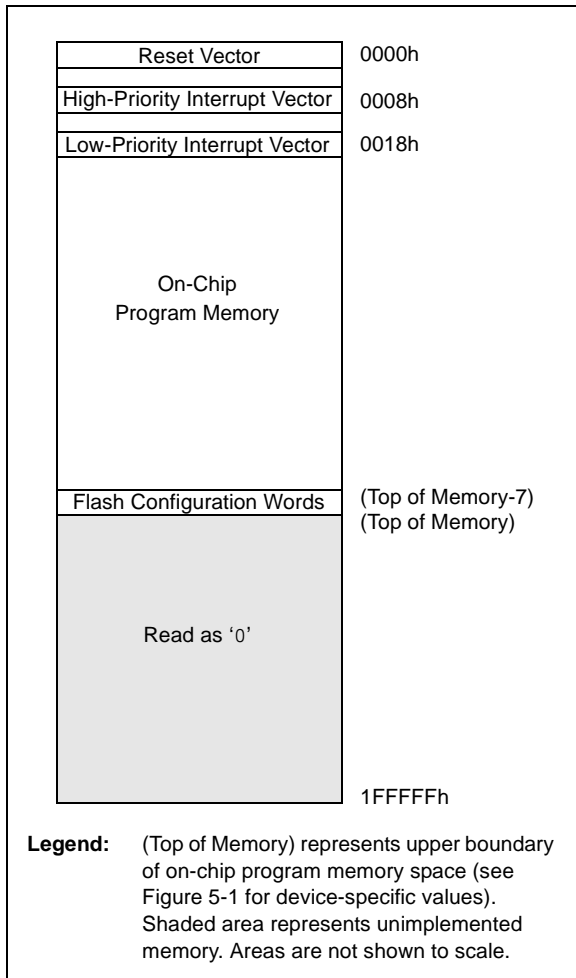 Reset Vector 0000h
High-Priority Interrupt Vector 0008h
Low-Priority Interrupt Vector 0018h
On-Chip
Program Memory
Flash Configuration Words (Top of Memory-7)
(Top of Memory)
Read as ‘0’
1FFFFFh
Legend: (Top of Memory) represents upper boundary
of on-chip program memory space (see
Figure 5-1 for device-specific values).
Shaded area represents unimplemented
memory. Areas are not shown to scale.